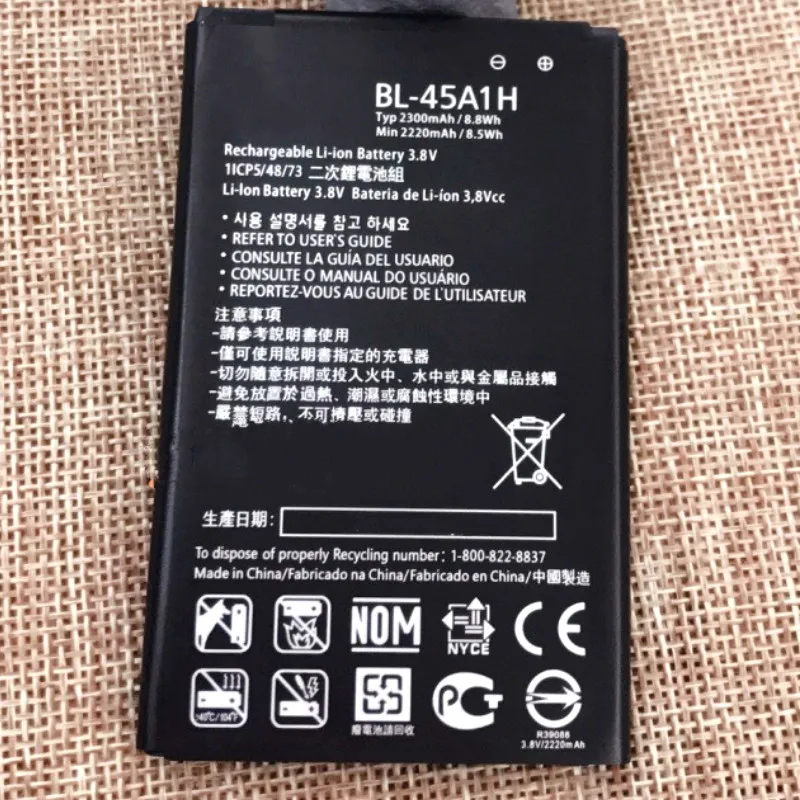 ⊖ ⊕
BL-45A1H
Typ 2300mAh / 8.8Wh
Min 2220mAh / 8.5Wh
Rechargeable Li-ion Battery 3.8V
1ICP5/48/73 二次鋰電池組
Li-Ion Battery 3.8V Bateria de Li-íon 3,8Vcc
• 시용 설명서를 참고 하세요
• REFER TO USER'S GUIDE
• CONSULTE LA GUÍA DEL USUARIO
• CONSULTE O MANUAL DO USUÁRIO
• REPORTEZ-VOUS AU GUIDE DE L'UTILISATEUR
注意事項
-請參考說明書使用
-僅可使用說明書指定的充電器
-切勿隨意拆開或投入火中、水中或與金屬品接觸
-避免放置於過熱、潮濕或腐蝕性環境中
-嚴禁短路,、不可擠壓或碰撞
生產日期:
To dispose of properly Recycling number: 1-800-822-8837
Made in China/Fabricado na China/Fabricado en China/中國製造
NOM
NYCE
CE
≥40℃/104℉
廢電池請回收
PCT
R39086
3.8V/2220mAh